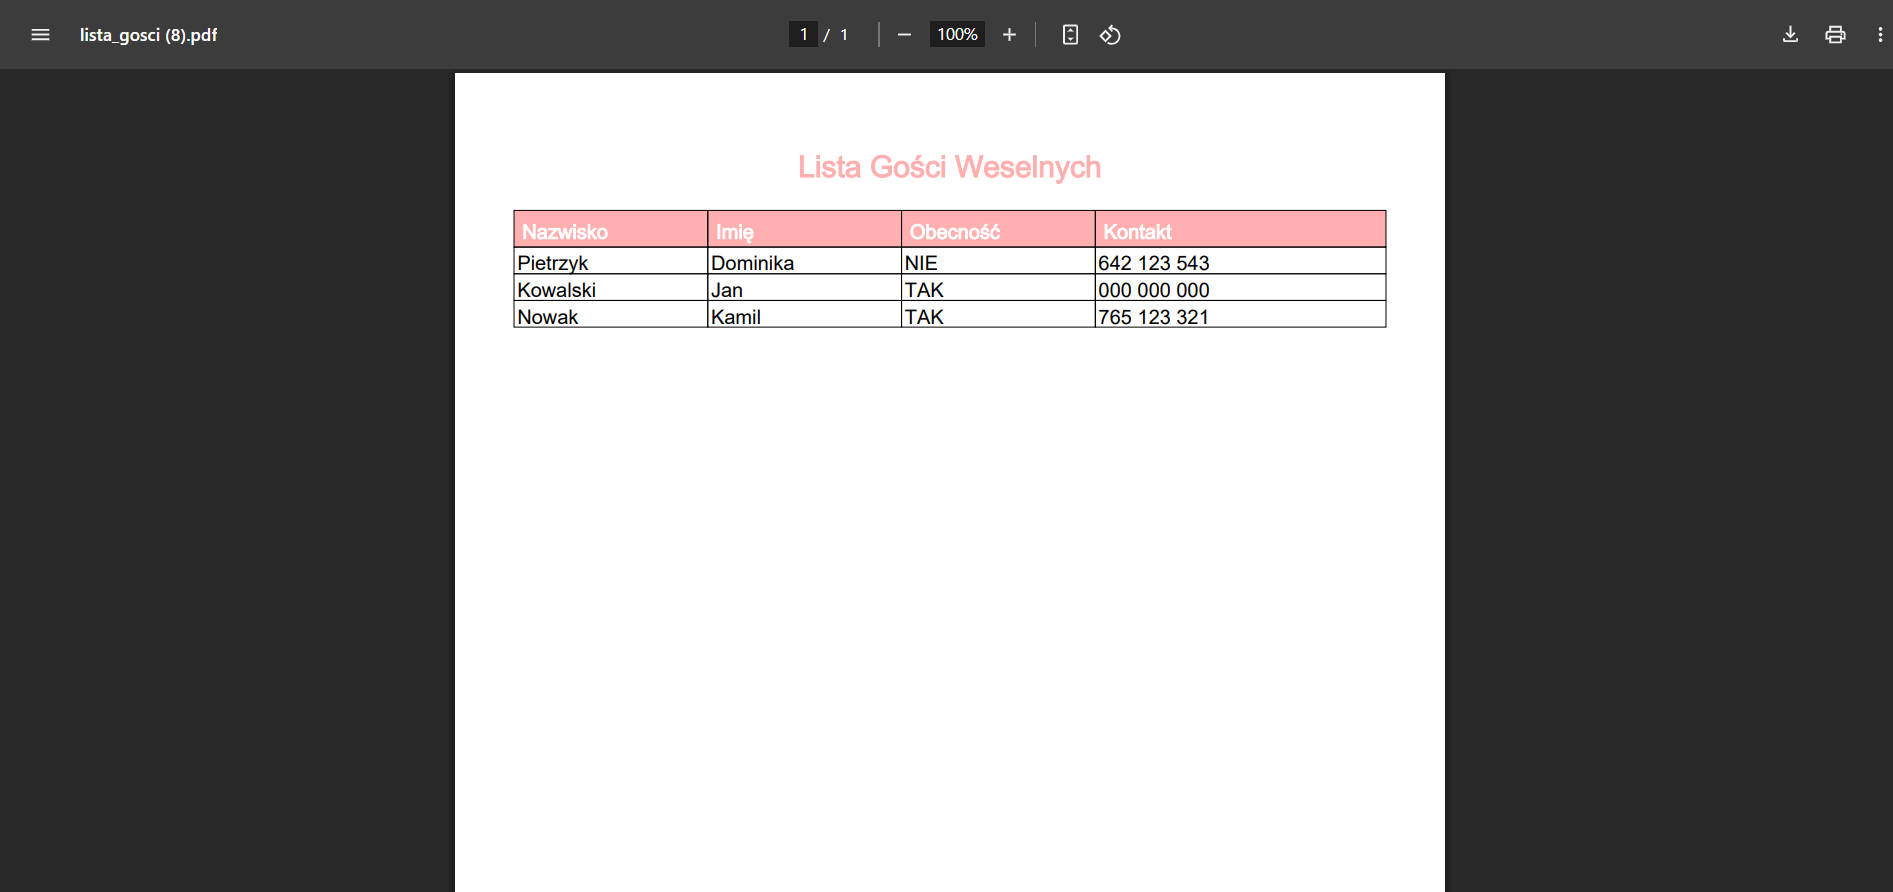 lista_gosci (8).pdf
1 / 1
100%
Lista Gości Weselnych
Nazwisko Imię Obecność Kontakt
Pietrzyk Dominika NIE 642 123 543
Kowalski Jan TAK 000 000 000
Nowak Kamil TAK 765 123 321